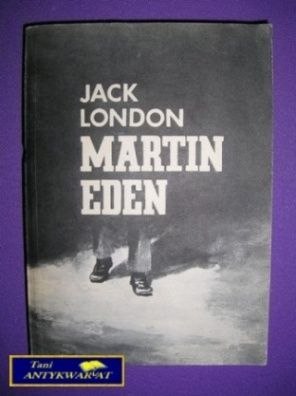 JACK
LONDON
MARTIN
EDEN
Tani
ANTYKWARIAT